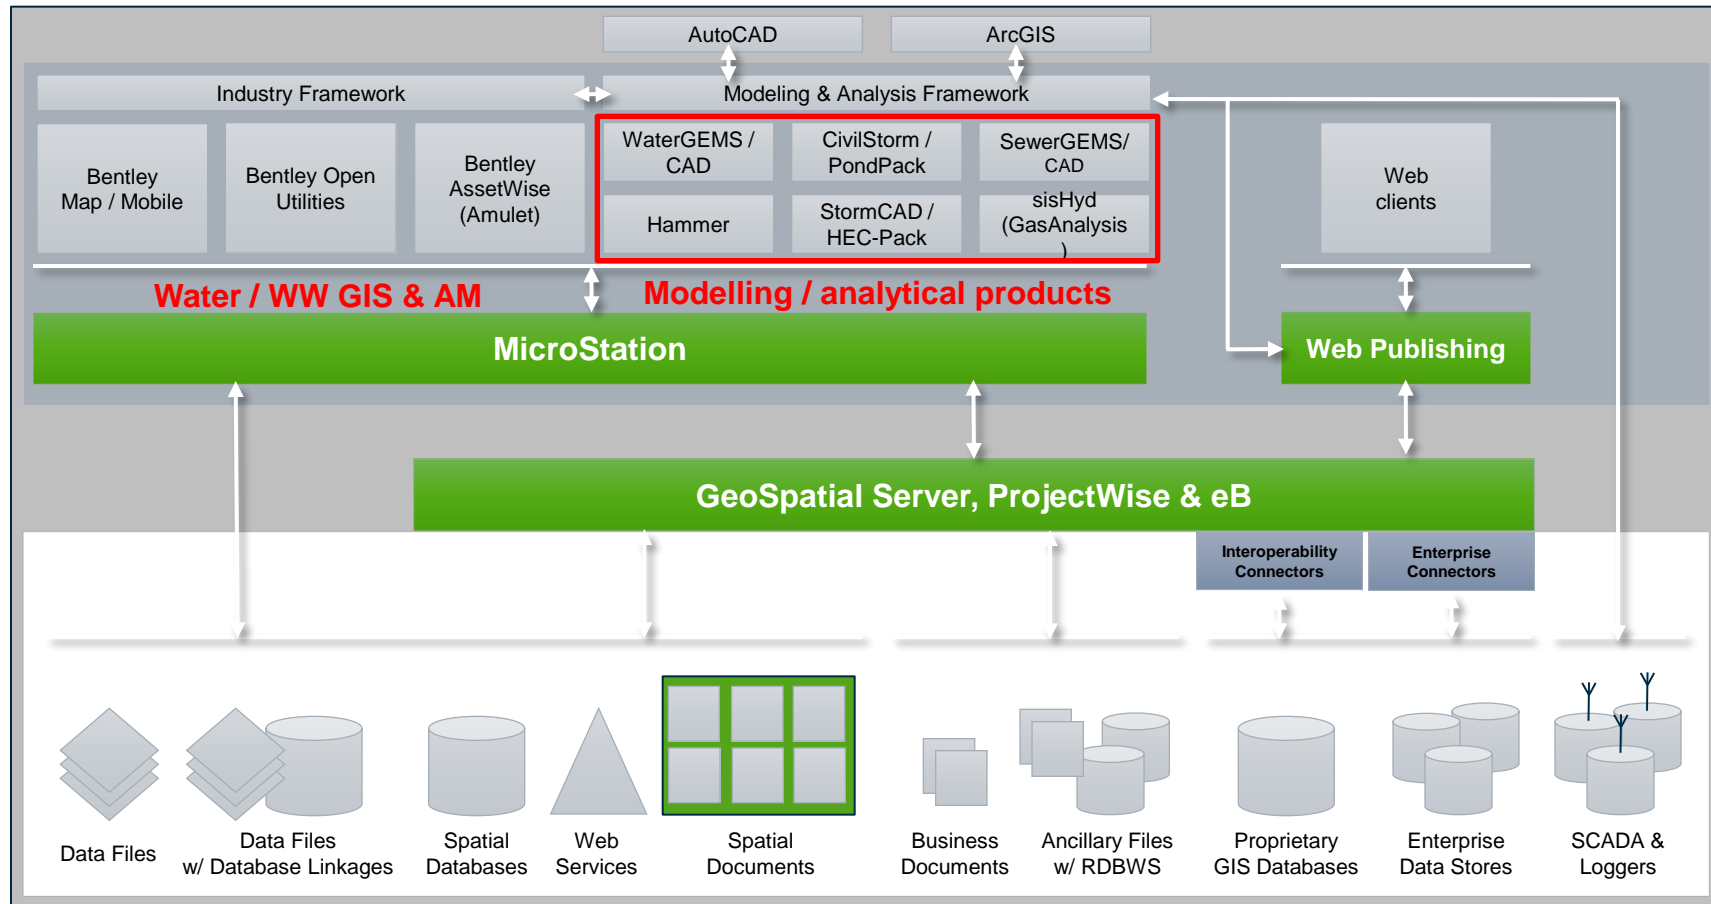 AutoCAD
ArcGIS
Industry Framework
Modeling & Analysis Framework
Bentley
Map / Mobile
Bentley Open
Utilities
Bentley
AssetWise
(Amulet)
WaterGEMS /
CAD
CivilStorm /
PondPack
SewerGEMS/
CAD
Hammer
StormCAD /
HEC-Pack
sisHyd
(GasAnalysis
)
Web
clients
Water / WW GIS & AM
Modelling / analytical products
MicroStation
Web Publishing
GeoSpatial Server, ProjectWise & eB
Interoperability
Connectors
Enterprise
Connectors
Data Files
Data Files
w/ Database Linkages
Spatial
Databases
Web
Services
Spatial
Documents
Business
Documents
Ancillary Files
w/ RDBWS
Proprietary
GIS Databases
Enterprise
Data Stores
SCADA &
Loggers